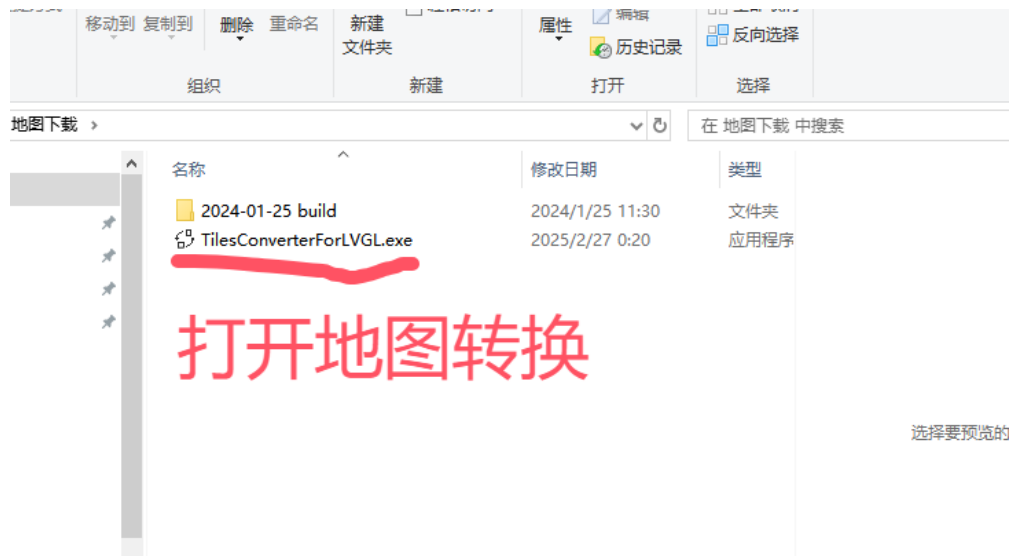 移动到 复制到 删除 重命名 新建
文件夹 属性 编辑
历史记录
反向选择
组织 新建 打开 选择
地图下载 在 地图下载 中搜索
名称 修改日期 类型
2024-01-25 build 2024/1/25 11:30 文件夹
TilesConverterForLVGL.exe 2025/2/27 0:20 应用程序
打开地图转换
选择要预览的